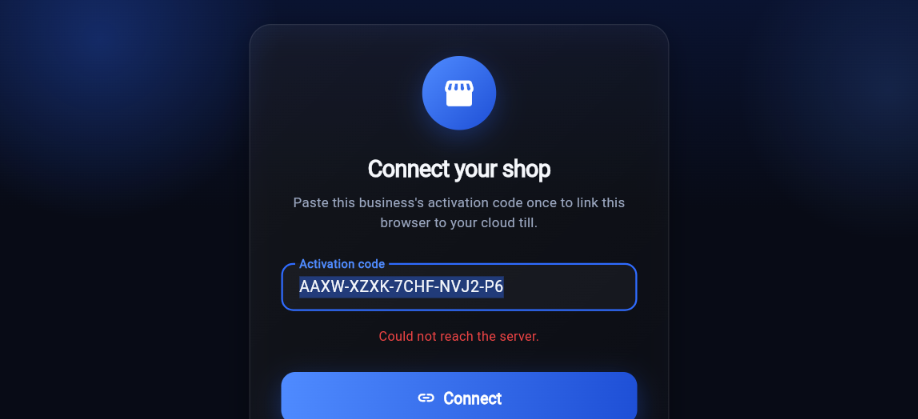 Connect your shop
Paste this business's activation code once to link this
browser to your cloud till.
Activation code
AAXW-XZXK-7CHF-NVJ2-P6
Could not reach the server.
Connect